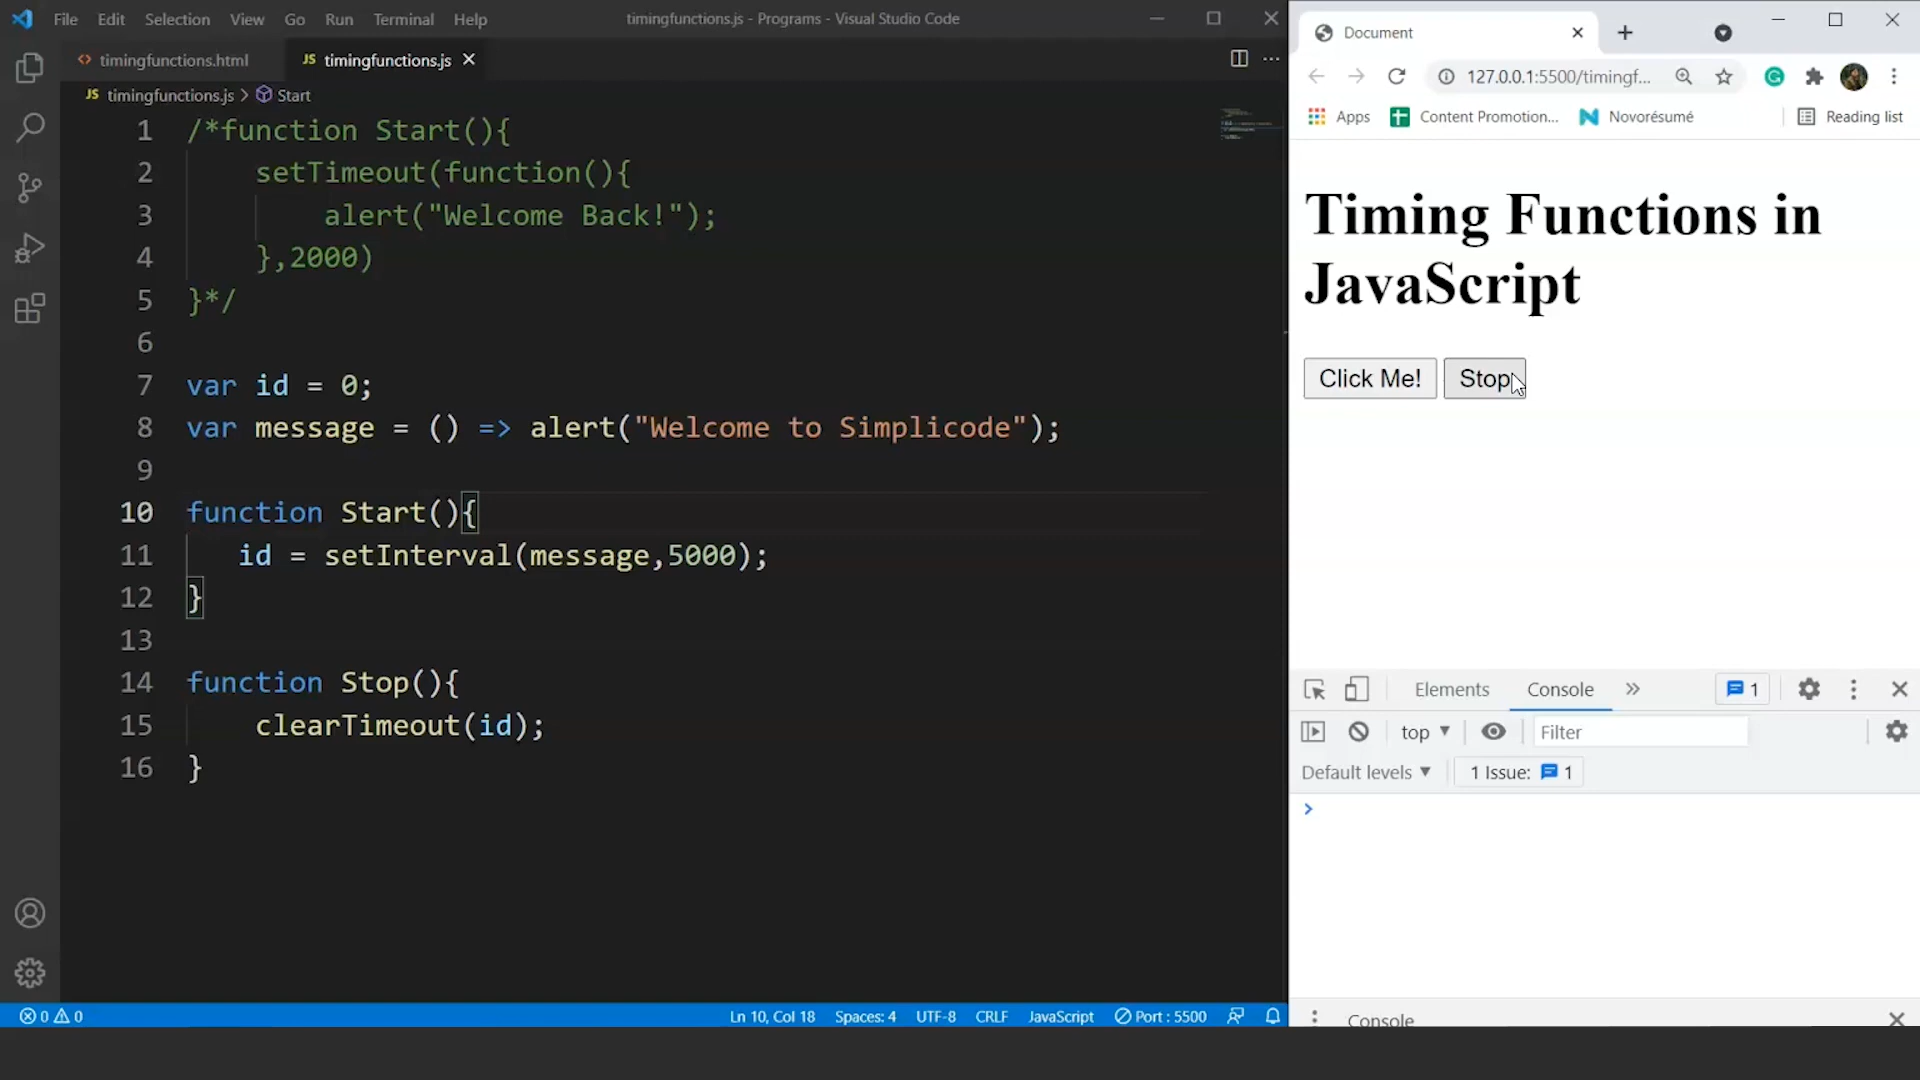 File Edit Selection View Go Run Terminal Help timingfunctions.js - Programs - Visual Studio Code
<> timingfunctions.html JS timingfunctions.js
JS timingfunctions.js > Start
1 /*function Start(){
2 setTimeout(function(){
3 alert("Welcome Back!");
4 },2000)
5 }*/
6
7 var id = 0;
8 var message = () => alert("Welcome to Simplicode");
9
10 function Start(){
11 id = setInterval(message,5000);
12 }
13
14 function Stop(){
15 clearTimeout(id);
16 }
0 0 Ln 10, Col 18 Spaces: 4 UTF-8 CRLF JavaScript Port : 5500
Document
127.0.0.1:5500/timingf...
Apps Content Promotion... Novorésumé Reading list
Timing Functions in
JavaScript
Click Me! Stop
Elements Console » 1
top Filter
Default levels 1 Issue: 1
>
Console